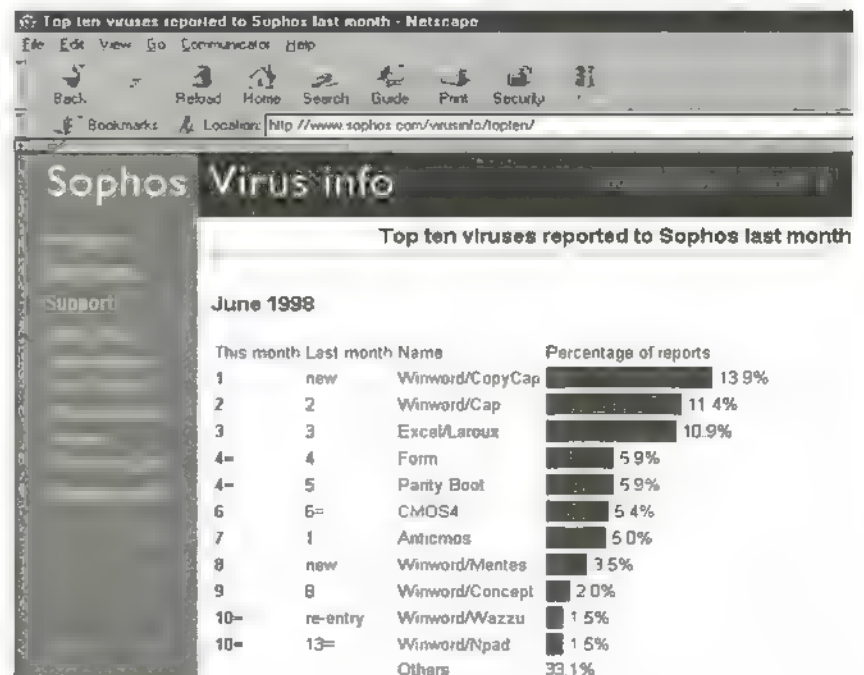 Top ten viruses reported to Sophos last month - Netscape
File Edit View Go Communicator Help
Back Reload Home Search Guide Print Security
Bookmarks Location: http //www.sophos com/virusinfo/topten/
Sophos Virus info
Top ten viruses reported to Sophos last month
Support
June 1998
This month Last month Name Percentage of reports
1 new Winword/CopyCap 13 9%
2 2 Winword/Cap 11 4%
3 3 Excel/Laroux 10.9%
4= 4 Form 5 9%
4= 5 Parity Boot 5 9%
6 6= CMOS4 5 4%
7 1 Anticmos 5 0%
8 new Winword/Mentes 3 5%
9 8 Winword/Concept 2 0%
10= re-entry Winword/Wazzu 1 5%
10= 13= Winword/Npad 1 5%
Others 33.1%